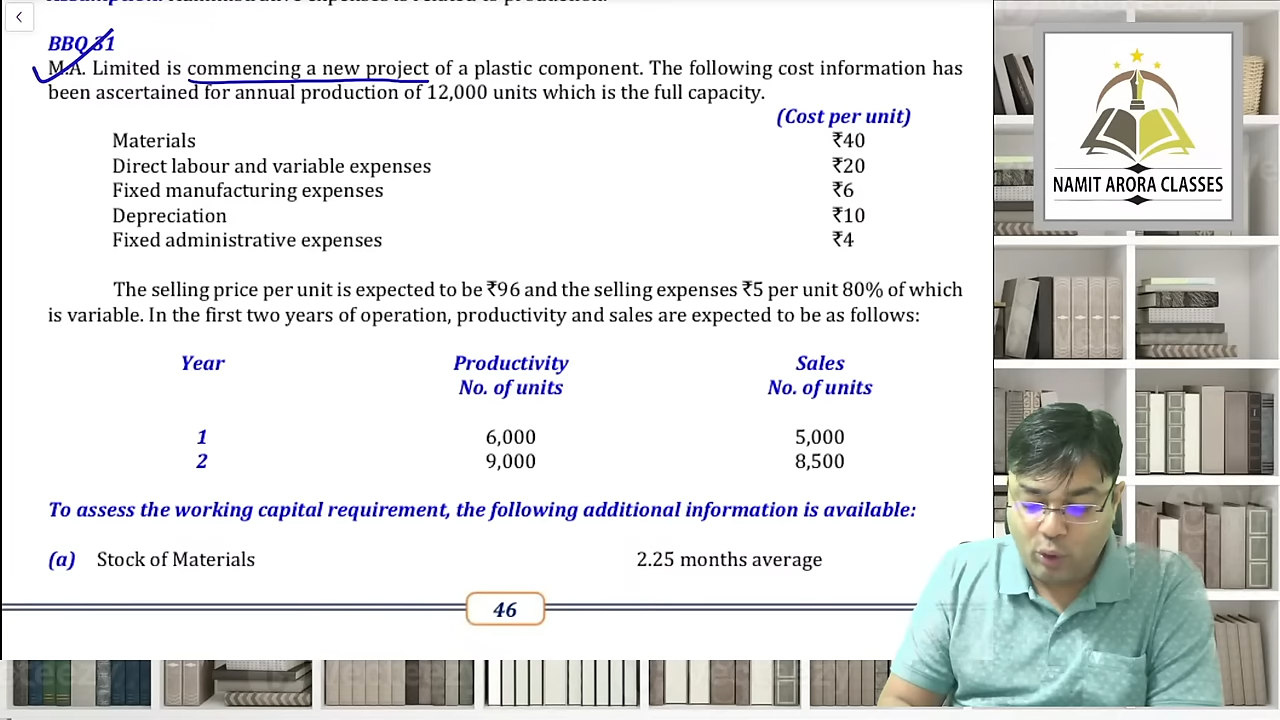 BBQ 31
M.A. Limited is commencing a new project of a plastic component. The following cost information has
been ascertained for annual production of 12,000 units which is the full capacity.
(Cost per unit)
Materials ₹40
Direct labour and variable expenses ₹20
Fixed manufacturing expenses ₹6
Depreciation ₹10
Fixed administrative expenses ₹4
The selling price per unit is expected to be ₹96 and the selling expenses ₹5 per unit 80% of which
is variable. In the first two years of operation, productivity and sales are expected to be as follows:
Year Productivity Sales
No. of units No. of units
1 6,000 5,000
2 9,000 8,500
To assess the working capital requirement, the following additional information is available:
(a) Stock of Materials 2.25 months average
46
NAMIT ARORA CLASSES